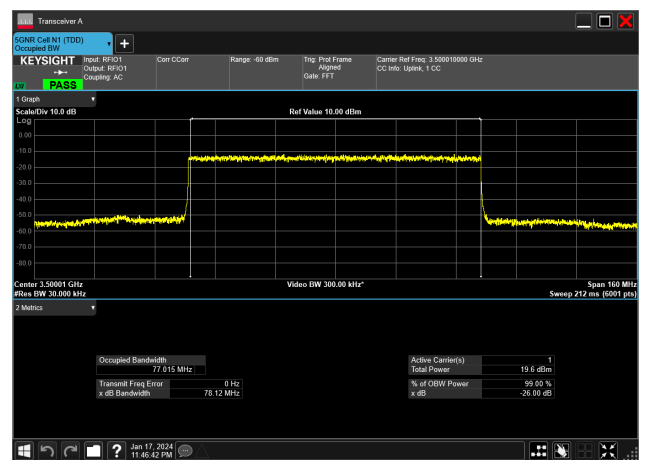 Transceiver A
5GNR Cell N1 (TDD)
Occupied BW
KEYSIGHT
Input: RFIO1
Output: RFIO1
Coupling: AC
Corr CCorr
Range: -60 dBm
Trig: Prot Frame
Aligned
Gate: FFT
Carrier Ref Freq: 3.500010000 GHz
CC Info: Uplink, 1 CC
LV
PASS
1 Graph
Scale/Div 10.0 dB
Ref Value 10.00 dBm
Log
0.00
-10.0
-20.0
-30.0
-40.0
-50.0
-60.0
-70.0
-80.0
Center 3.50001 GHz
Video BW 300.00 kHz*
Span 160 MHz
#Res BW 30.000 kHz
Sweep 212 ms (6001 pts)
2 Metrics
Occupied Bandwidth
77.015 MHz
Active Carrier(s) 1
Total Power 19.6 dBm
Transmit Freq Error 0 Hz
x dB Bandwidth 78.12 MHz
% of OBW Power 99.00 %
x dB -26.00 dB
Jan 17, 2024
11:46:42 PM